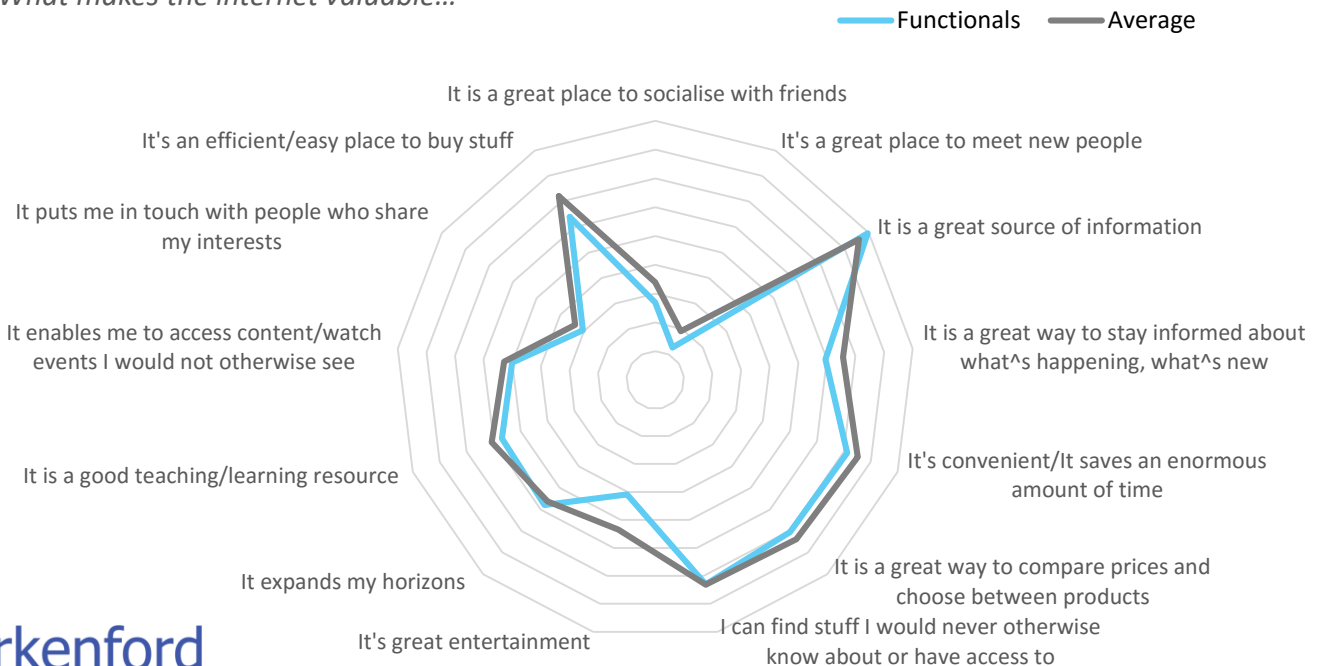 What makes the internet valuable…
Functionals
Average
It is a great place to socialise with friends
It's an efficient/easy place to buy stuff
It's a great place to meet new people
It puts me in touch with people who share
my interests
It is a great source of information
It enables me to access content/watch
events I would not otherwise see
It is a great way to stay informed about
what^s happening, what^s new
It is a good teaching/learning resource
It's convenient/It saves an enormous
amount of time
It expands my horizons
It is a great way to compare prices and
choose between products
It's great entertainment
I can find stuff I would never otherwise
know about or have access to
rkenford